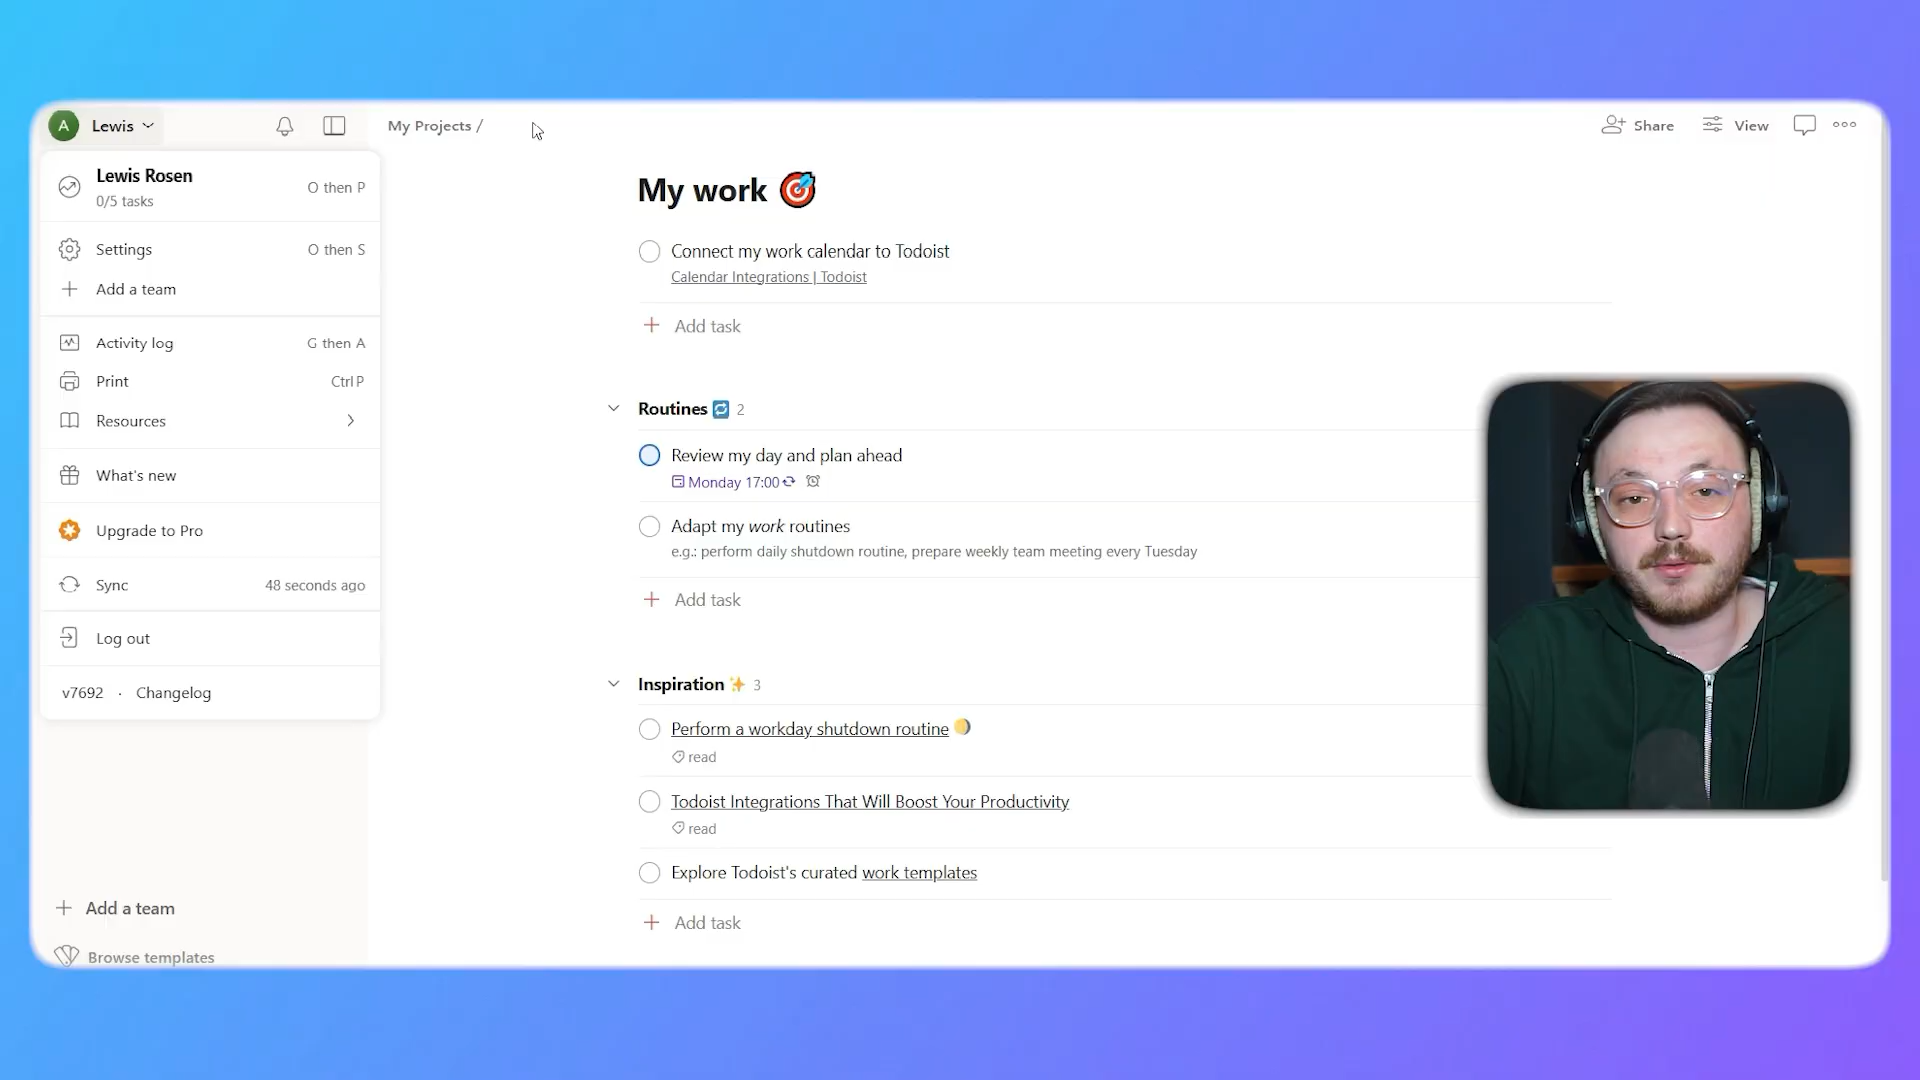 A Lewis
My Projects /
Share
View
Lewis Rosen
0/5 tasks
O then P
Settings
O then S
Add a team
Activity log
G then A
Print
Ctrl P
Resources
What's new
Upgrade to Pro
Sync
48 seconds ago
Log out
v7692 · Changelog
Add a team
Browse templates
My work
Connect my work calendar to Todoist
Calendar Integrations | Todoist
Add task
Routines 2
Review my day and plan ahead
Monday 17:00
Adapt my work routines
e.g.: perform daily shutdown routine, prepare weekly team meeting every Tuesday
Add task
Inspiration 3
Perform a workday shutdown routine
read
Todoist Integrations That Will Boost Your Productivity
read
Explore Todoist's curated work templates
Add task